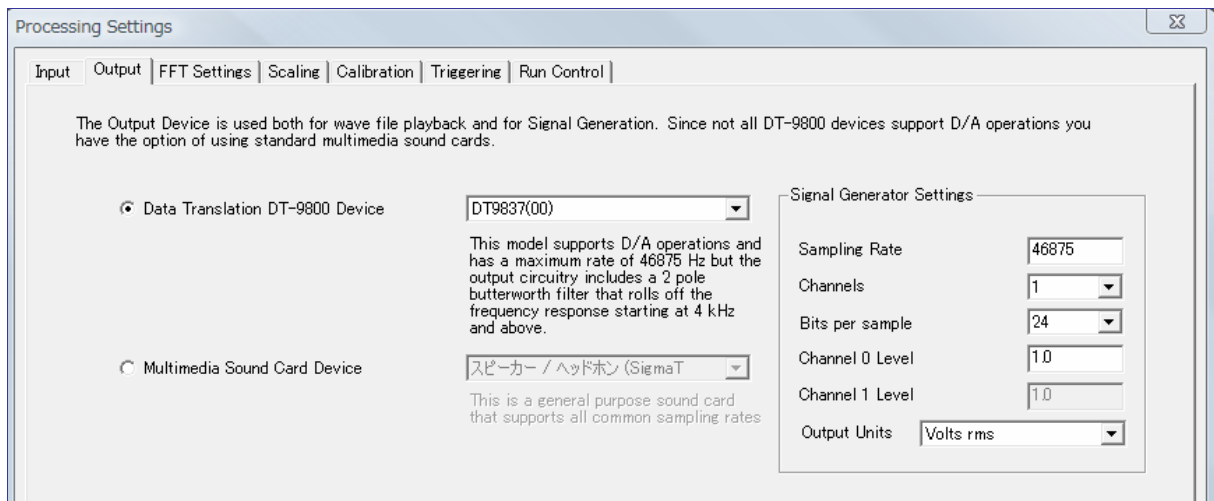 Processing Settings
Input Output FFT Settings Scaling Calibration Triggering Run Control
The Output Device is used both for wave file playback and for Signal Generation. Since not all DT-9800 devices support D/A operations you
have the option of using standard multimedia sound cards.
Data Translation DT-9800 Device
DT9837(00)
This model supports D/A operations and
has a maximum rate of 46875 Hz but the
output circuitry includes a 2 pole
butterworth filter that rolls off the
frequency response starting at 4 kHz
and above.
Multimedia Sound Card Device
スピーカー / ヘッドホン (SigmaT
This is a general purpose sound card
that supports all common sampling rates
Signal Generator Settings
Sampling Rate 46875
Channels 1
Bits per sample 24
Channel 0 Level 1.0
Channel 1 Level 1.0
Output Units Volts rms